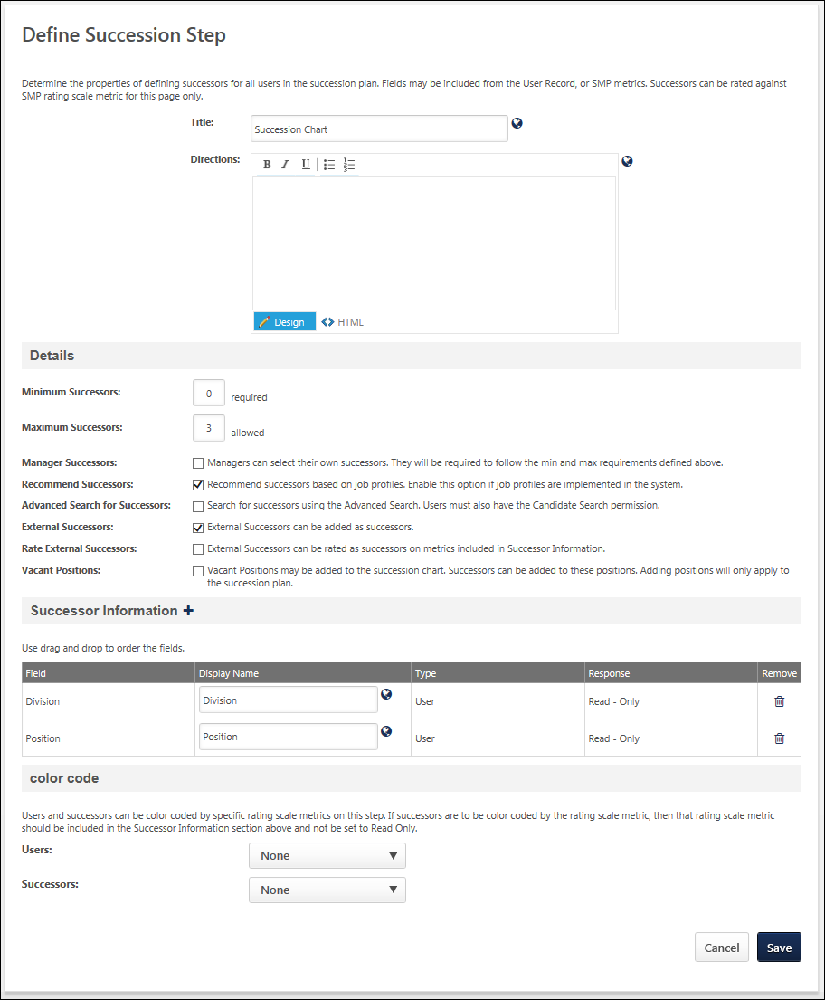 Define Succession Step
Determine the properties of defining successors for all users in the succession plan. Fields may be included from the User Record, or SMP metrics. Successors can be rated against
SMP rating scale metric for this page only.
Title:
Succession Chart
Directions:
B I U
Design HTML
Details
Minimum Successors: 0 required
Maximum Successors: 3 allowed
Manager Successors: Managers can select their own successors. They will be required to follow the min and max requirements defined above.
Recommend Successors: Recommend successors based on job profiles. Enable this option if job profiles are implemented in the system.
Advanced Search for Successors: Search for successors using the Advanced Search. Users must also have the Candidate Search permission.
External Successors: External Successors can be added as successors.
Rate External Successors: External Successors can be rated as successors on metrics included in Successor Information.
Vacant Positions: Vacant Positions may be added to the succession chart. Successors can be added to these positions. Adding positions will only apply to
the succession plan.
Successor Information +
Use drag and drop to order the fields.
Field Display Name Type Response Remove
Division Division User Read - Only
Position Position User Read - Only
color code
Users and successors can be color coded by specific rating scale metrics on this step. If successors are to be color coded by the rating scale metric, then that rating scale metric
should be included in the Successor Information section above and not be set to Read Only.
Users: None
Successors: None
Cancel Save